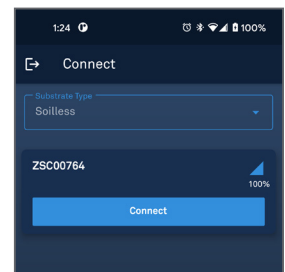 1:24 100%
Connect
Substrate Type
Soilless
ZSC00764
100%
Connect